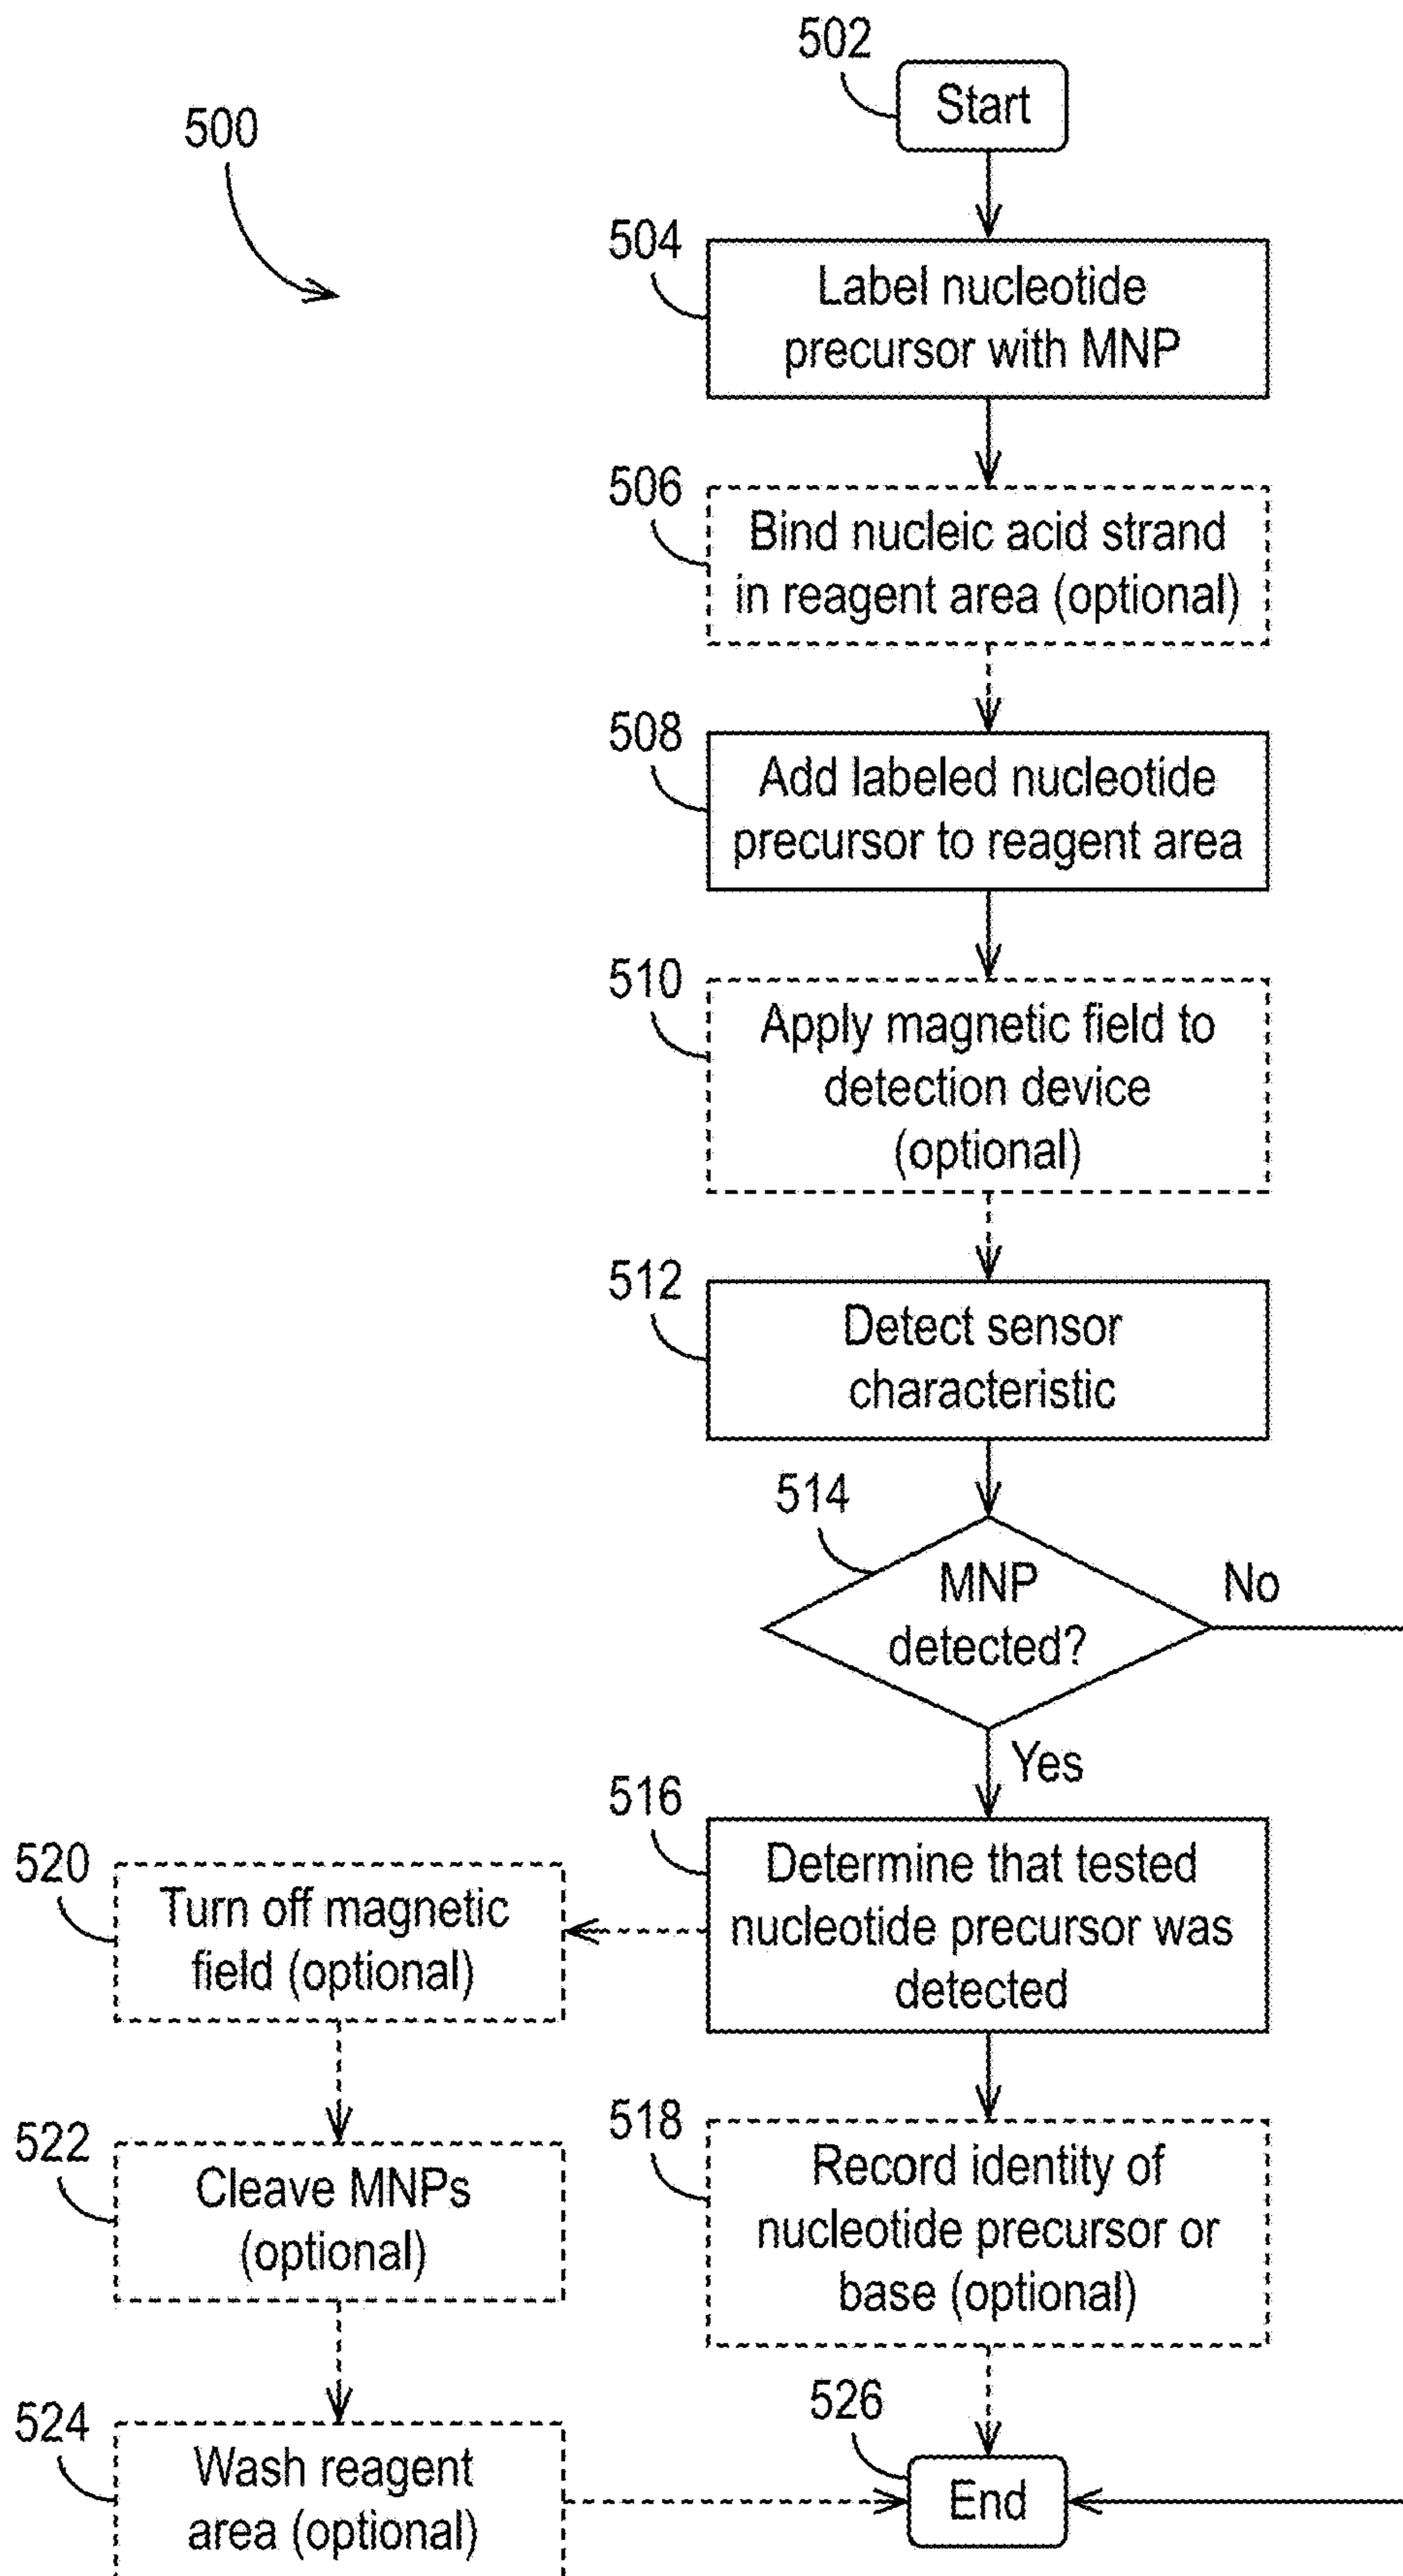 502
Start
500
504
Label nucleotide
precursor with MNP
506
Bind nucleic acid strand
in reagent area (optional)
508
Add labeled nucleotide
precursor to reagent area
510
Apply magnetic field to
detection device
(optional)
512
Detect sensor
characteristic
514
MNP
detected?
No
Yes
516
Determine that tested
nucleotide precursor was
detected
520
Turn off magnetic
field (optional)
518
Record identity of
nucleotide precursor or
base (optional)
522
Cleave MNPs
(optional)
524
Wash reagent
area (optional)
526
End